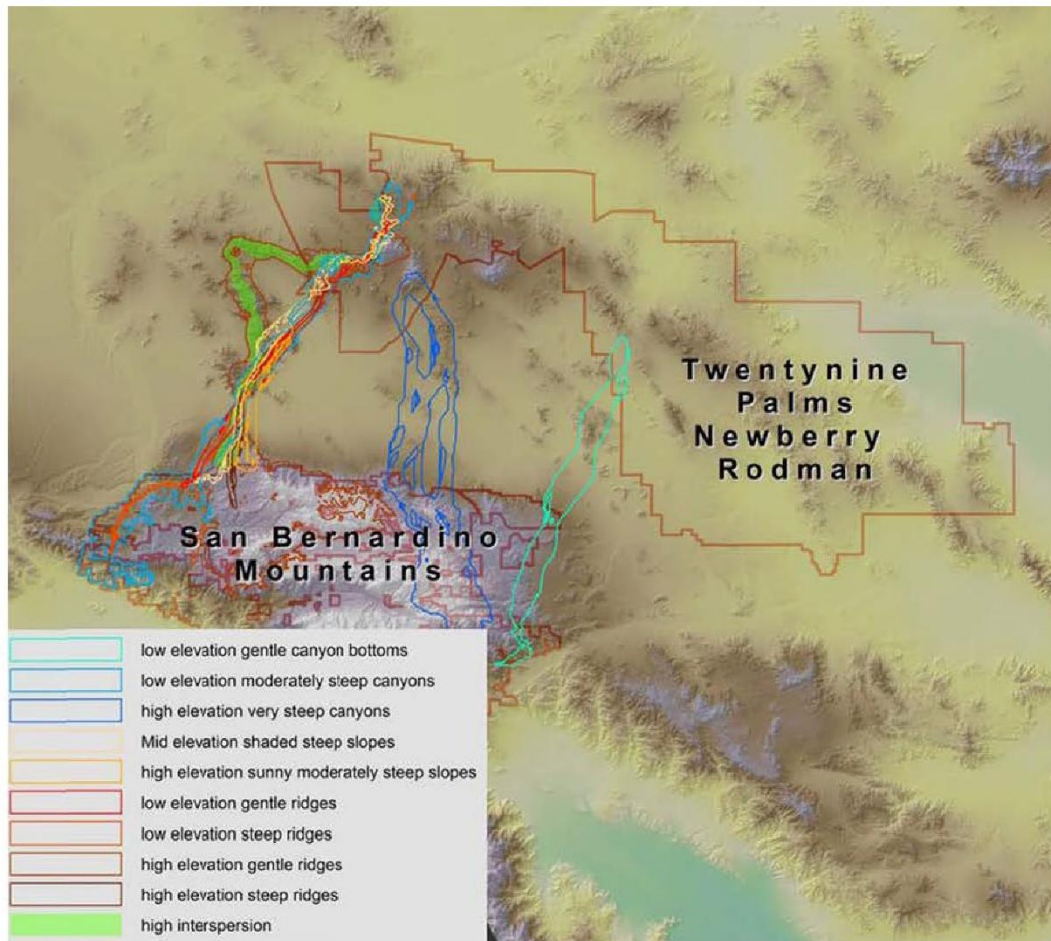 Twentynine
Palms
Newberry
Rodman
San Bernardino
Mountains
low elevation gentle canyon bottoms
low elevation moderately steep canyons
high elevation very steep canyons
Mid elevation shaded steep slopes
high elevation sunny moderately steep slopes
low elevation gentle ridges
low elevation steep ridges
high elevation gentle ridges
high elevation steep ridges
high interspersion